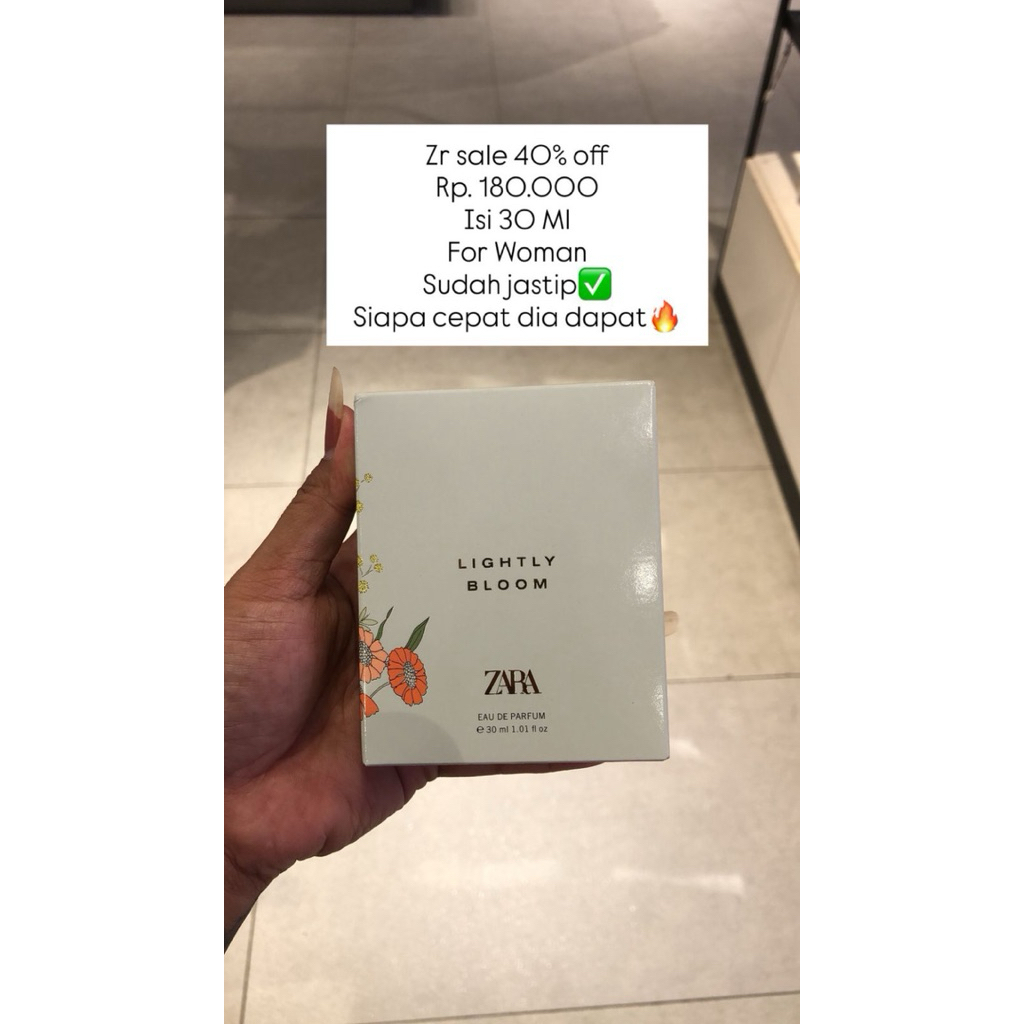 Zr sale 40% off
Rp. 180.000
Isi 30 Ml
For Woman
Sudah jastip✅
Siapa cepat dia dapat🔥
LIGHTLY
BLOOM
ZARA
EAU DE PARFUM
℮ 30 ml 1.01 fl oz